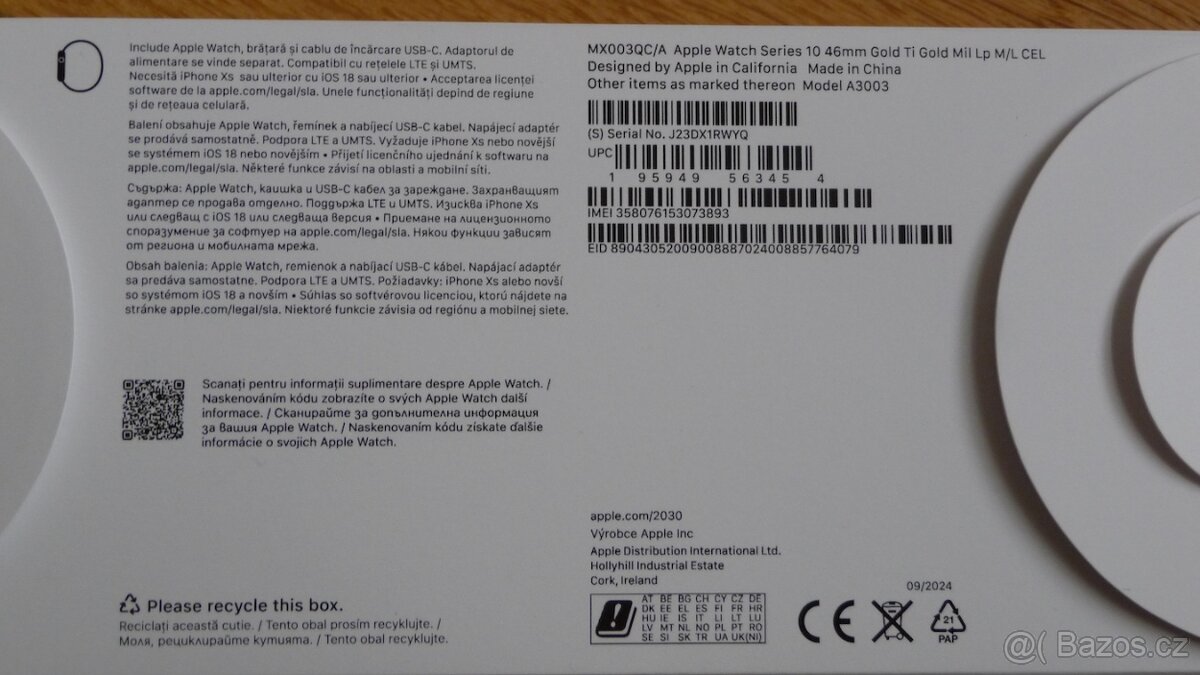 Include Apple Watch, brățară și cablu de încărcare USB-C. Adaptorul de
alimentare se vinde separat. Compatibil cu rețelele LTE și UMTS.
Necesită iPhone Xs sau ulterior cu iOS 18 sau ulterior • Acceptarea licenței
software de la apple.com/legal/sla. Unele funcționalități depind de regiune
și de rețeaua celulară.
Balení obsahuje Apple Watch, řemínek a nabíjecí USB-C kabel. Napájecí adaptér
se prodává samostatně. Podpora LTE a UMTS. Vyžaduje iPhone Xs nebo novější
se systémem iOS 18 nebo novějším • Přijetí licenčního ujednání k softwaru na
apple.com/legal/sla. Některé funkce závisí na oblasti a mobilní síti.
Съдържа: Apple Watch, каишка и USB-C кабел за зареждане. Захранващият
адаптер се продава отделно. Поддържа LTE и UMTS. Изисква iPhone Xs
или следващ с iOS 18 или следваща версия • Приемане на лицензионното
споразумение за софтуер на apple.com/legal/sla. Някои функции зависят
от региона и мобилната мрежа.
Obsah balenia: Apple Watch, remienok a nabíjací USB-C kábel. Napájací adaptér
sa predáva samostatne. Podpora LTE a UMTS. Požiadavky: iPhone Xs alebo novší
so systémom iOS 18 a novším • Súhlas so softvérovou licenciou, ktorú nájdete na
stránke apple.com/legal/sla. Niektoré funkcie závisia od regiónu a mobilnej siete.
Scanați pentru informații suplimentare despre Apple Watch. /
Naskenováním kódu zobrazíte o svých Apple Watch další
informace. / Сканирайте за допълнителна информация
за вашия Apple Watch. / Naskenovaním kódu získate ďalšie
informácie o svojich Apple Watch.
Please recycle this box.
Reciclați această cutie. / Tento obal prosím recyklujte. /
Моля, рециклирайте кутията. / Tento obal recyklujte.
MX003QC/A Apple Watch Series 10 46mm Gold Ti Gold Mil Lp M/L CEL
Designed by Apple in California Made in China
Other items as marked thereon Model A3003
(S) Serial No. J23DX1RWYQ
UPC
1 95949 56345 4
IMEI 358076153073893
EID 89043052009008887024008857764079
apple.com/2030
Výrobce Apple Inc
Apple Distribution International Ltd.
Hollyhill Industrial Estate
Cork, Ireland
AT BE BG CH CY CZ DE
DK EE EL ES FI FR HR
HU IE IS IT LI LT LU
LV MT NL NO PL PT RO
SE SI SK TR UA UK(NI)
CE
09/2024
21
PAP
@( Bazos.cz